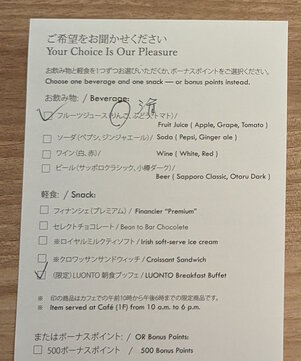 ご希望をお聞かせください
Your Choice Is Our Pleasure
お飲み物と軽食を1つずつお選びいただくか、ボーナスポイントをご選択ください。
Choose one beverage and one snack — or bonus points instead.
お飲み物: / Beverage:
フルーツジュース(りんご、ぶどう、トマト)/
Fruit Juice ( Apple, Grape, Tomato )
ソーダ(ペプシ、ジンジャエール)/ Soda ( Pepsi, Ginger ale )
ワイン(白、赤)/ Wine ( White, Red )
ビール(サッポロクラシック、小樽ダーク)/
Beer ( Sapporo Classic, Otaru Dark )
軽食: / Snack:
フィナンシェ(プレミアム) / Financier “Premium”
セレクトチョコレート / Bean to Bar Chocolete
※ロイヤルミルクティソフト / Irish soft-serve ice cream
※クロワッサンサンドウィッチ / Croissant Sandwich
(限定) LUONTO 朝食ブッフェ / LUONTO Breakfast Buffet
※ 印の商品はカフェでの午前10時から午後6時までの限定商品です。
※ Item served at Café (1F) from 10 a.m. to 6 p.m.
またはボーナスポイント: / OR Bonus Points:
500ボーナスポイント / 500 Bonus Points